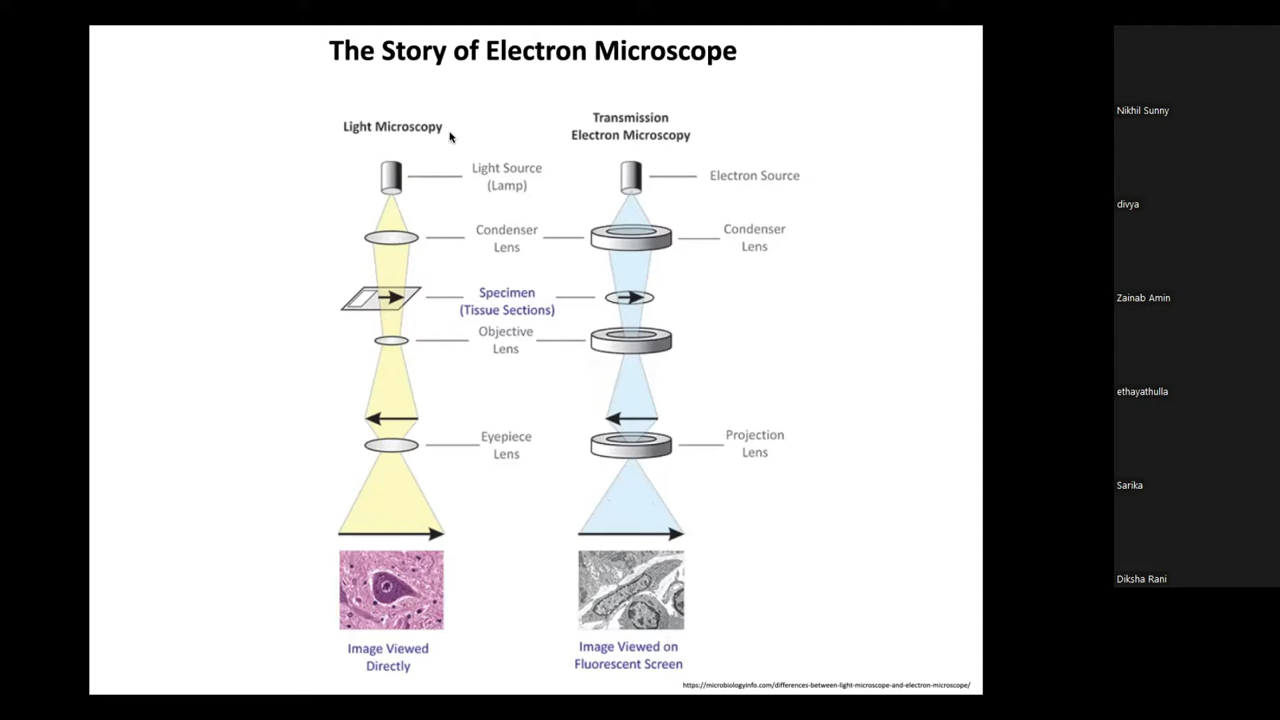 The Story of Electron Microscope
Light Microscopy
Transmission
Electron Microscopy
Light Source
(Lamp)
Electron Source
Condenser
Lens
Condenser
Lens
Specimen
(Tissue Sections)
Objective
Lens
Eyepiece
Lens
Projection
Lens
Image Viewed
Directly
Image Viewed on
Fluorescent Screen
https://microbiologyinfo.com/differences-between-light-microscope-and-electron-microscope/
Nikhil Sunny
divya
Zainab Amin
ethayathulla
Sarika
Diksha Rani